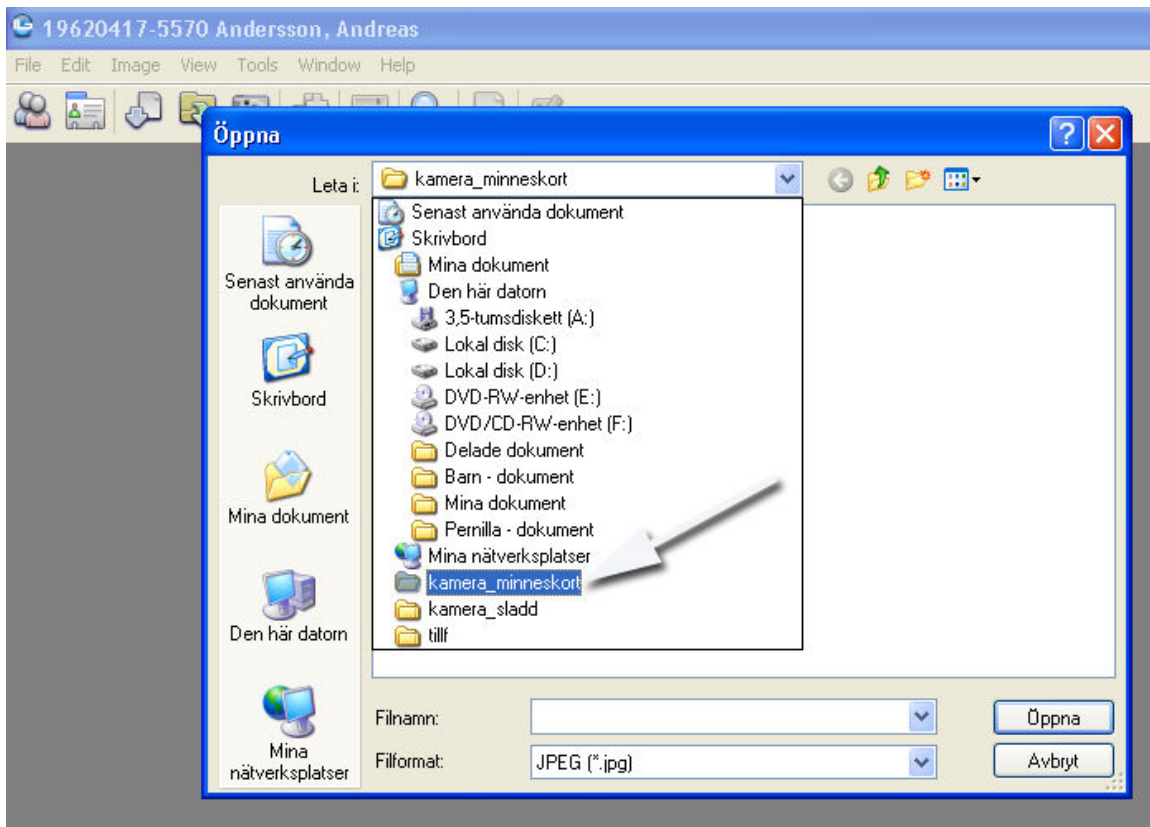 19620417-5570 Andersson, Andreas
File Edit Image View Tools Window Help
Öppna
Leta i:
kamera_minneskort
Senast använda dokument
Skrivbord
Mina dokument
Den här datorn
3,5-tumsdiskett (A:)
Lokal disk (C:)
Lokal disk (D:)
DVD-RW-enhet (E:)
DVD/CD-RW-enhet (F:)
Delade dokument
Barn - dokument
Mina dokument
Pernilla - dokument
Mina nätverksplatser
kamera_minneskort
kamera_sladd
tillf
Senast använda
dokument
Skrivbord
Mina dokument
Den här datorn
Mina
nätverksplatser
Filnamn:
Öppna
Filformat:
JPEG (*.jpg)
Avbryt